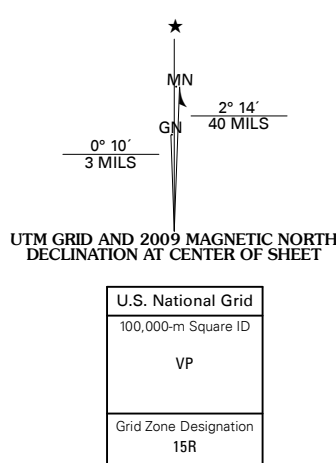 ★
MN
2° 14´
40 MILS
GN
0° 10´
3 MILS
UTM GRID AND 2009 MAGNETIC NORTH
DECLINATION AT CENTER OF SHEET
U.S. National Grid
100,000-m Square ID
VP
Grid Zone Designation
15R